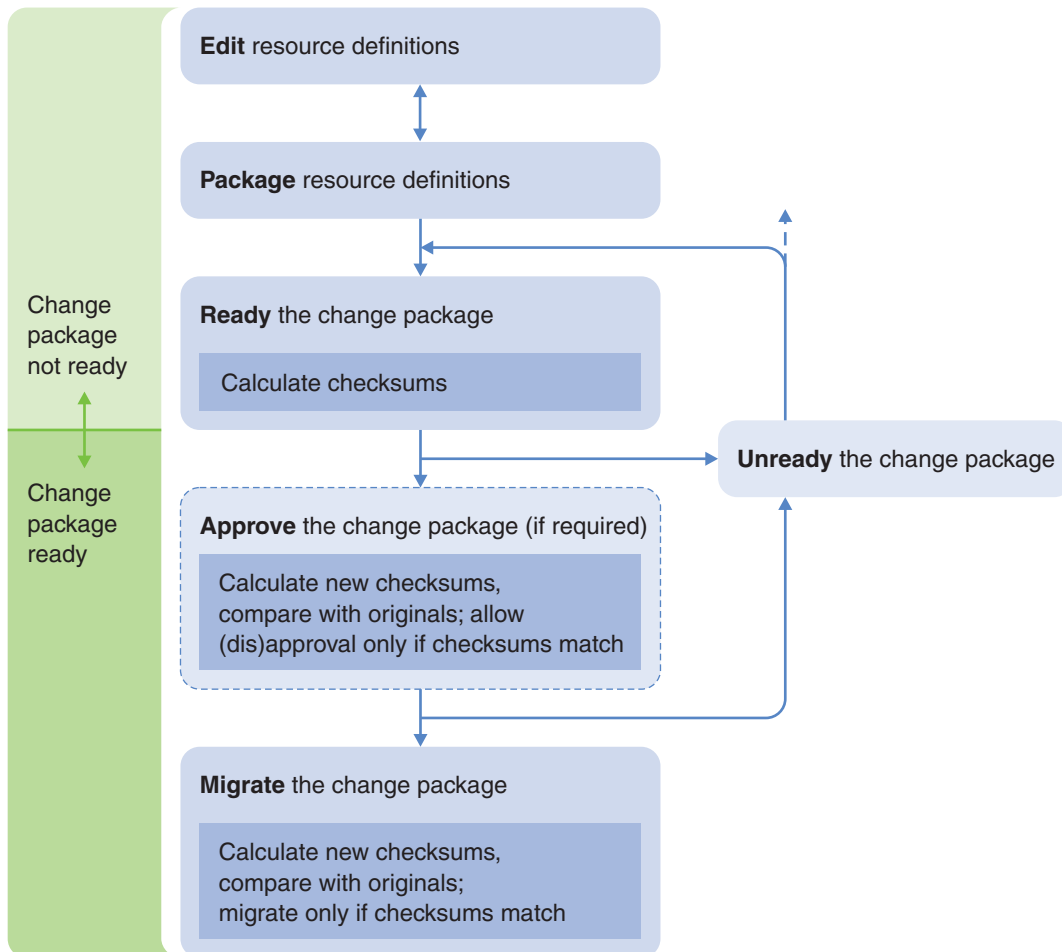 Edit resource definitions
Package resource definitions
Change
package
not ready
Ready the change package
Calculate checksums
Unready the change package
Change
package
ready
Approve the change package (if required)
Calculate new checksums,
compare with originals; allow
(dis)approval only if checksums match
Migrate the change package
Calculate new checksums,
compare with originals;
migrate only if checksums match